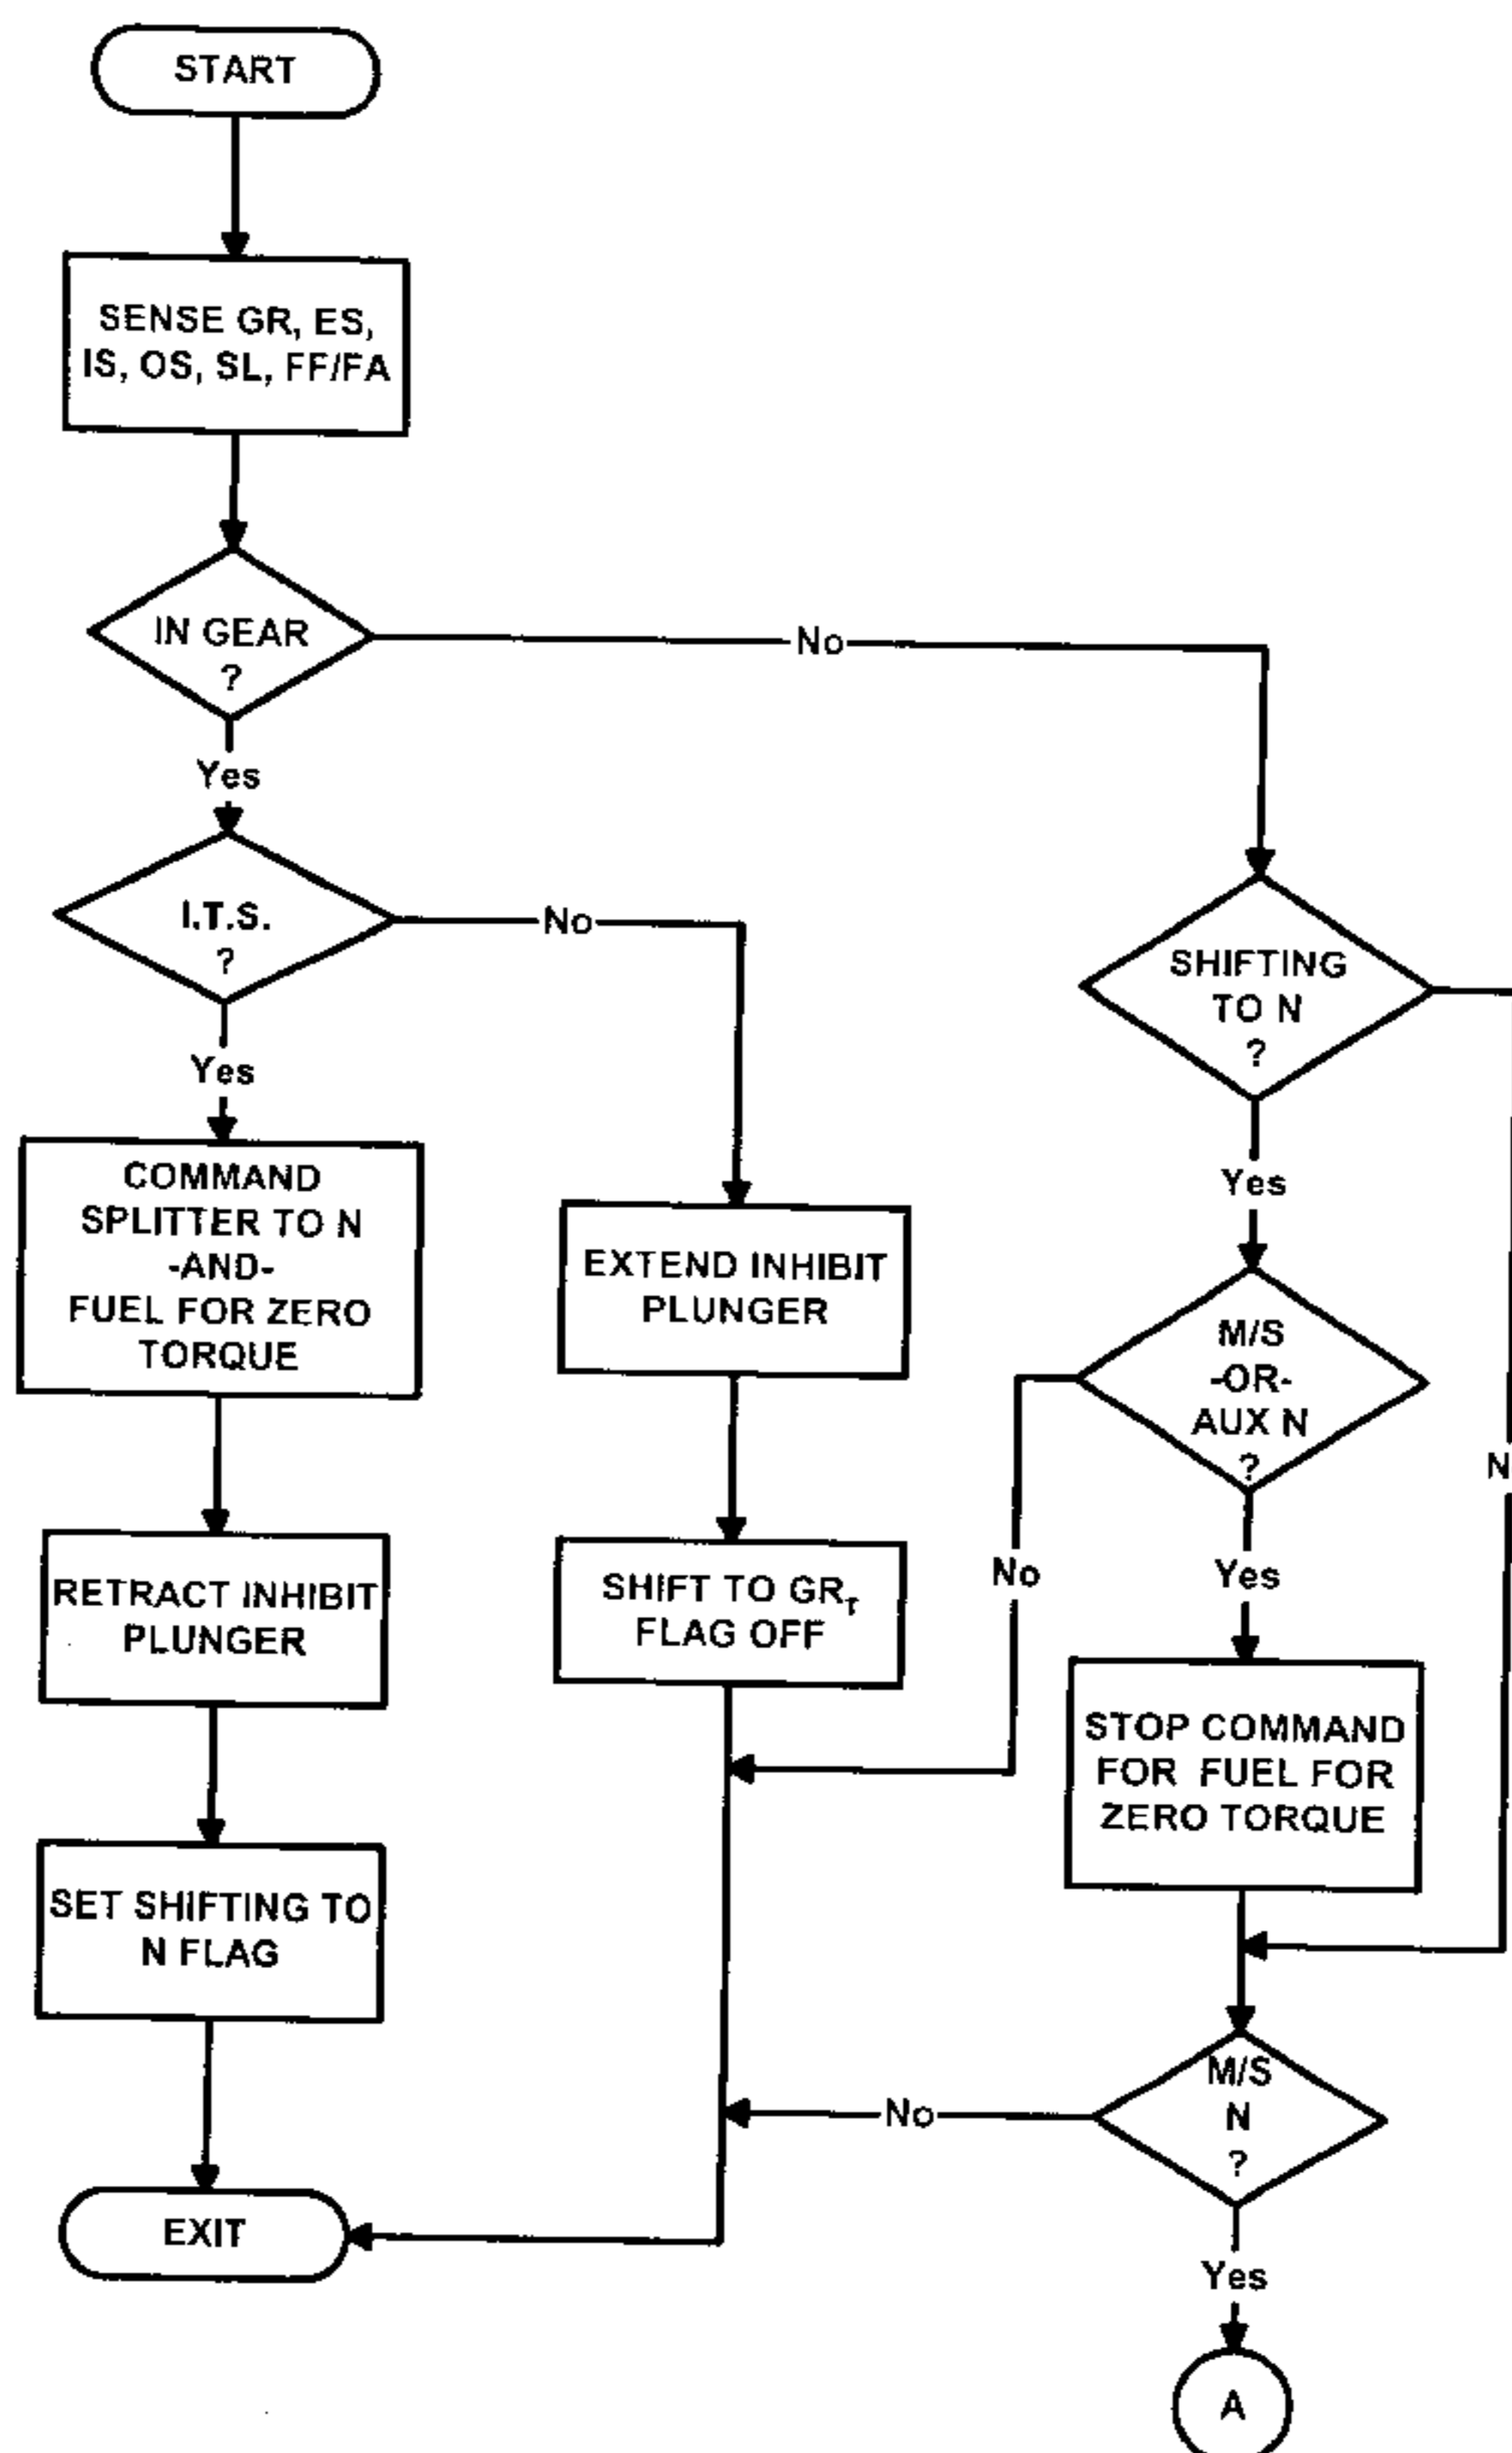 START
SENSE GR, ES,
IS, OS, SL, FF/FA
IN GEAR
?
No
Yes
I.T.S.
?
No
Yes
SHIFTING
TO N
?
Yes
COMMAND
SPLITTER TO N
-AND-
FUEL FOR ZERO
TORQUE
EXTEND INHIBIT
PLUNGER
M/S
-OR-
AUX N
?
N
No
Yes
RETRACT INHIBIT
PLUNGER
SHIFT TO GRT
FLAG OFF
STOP COMMAND
FOR FUEL FOR
ZERO TORQUE
SET SHIFTING TO
N FLAG
M/S
N
?
No
Yes
EXIT
A